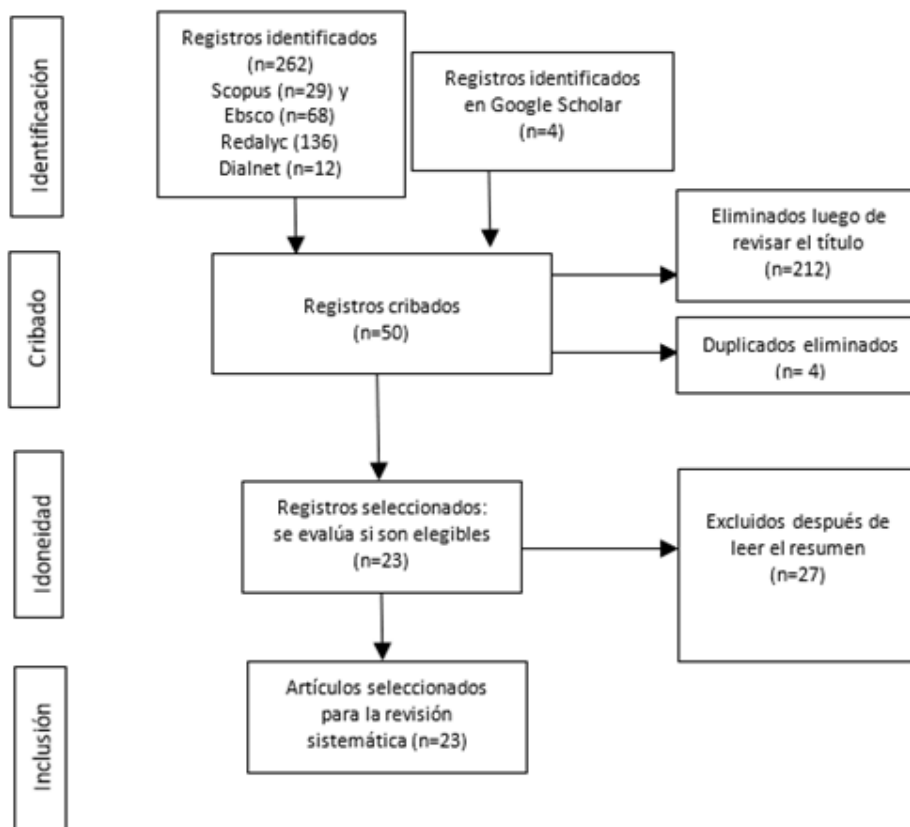 Identificación
Registros identificados
(n=262)
Scopus (n=29) y
Ebsco (n=68)
Redalyc (136)
Dialnet (n=12)
Registros identificados
en Google Scholar
(n=4)
Eliminados luego de
revisar el título
(n=212)
Cribado
Registros cribados
(n=50)
Duplicados eliminados
(n= 4)
Idoneidad
Registros seleccionados:
se evalúa si son elegibles
(n=23)
Excluidos después de
leer el resumen
(n=27)
Inclusión
Artículos seleccionados
para la revisión
sistemática (n=23)